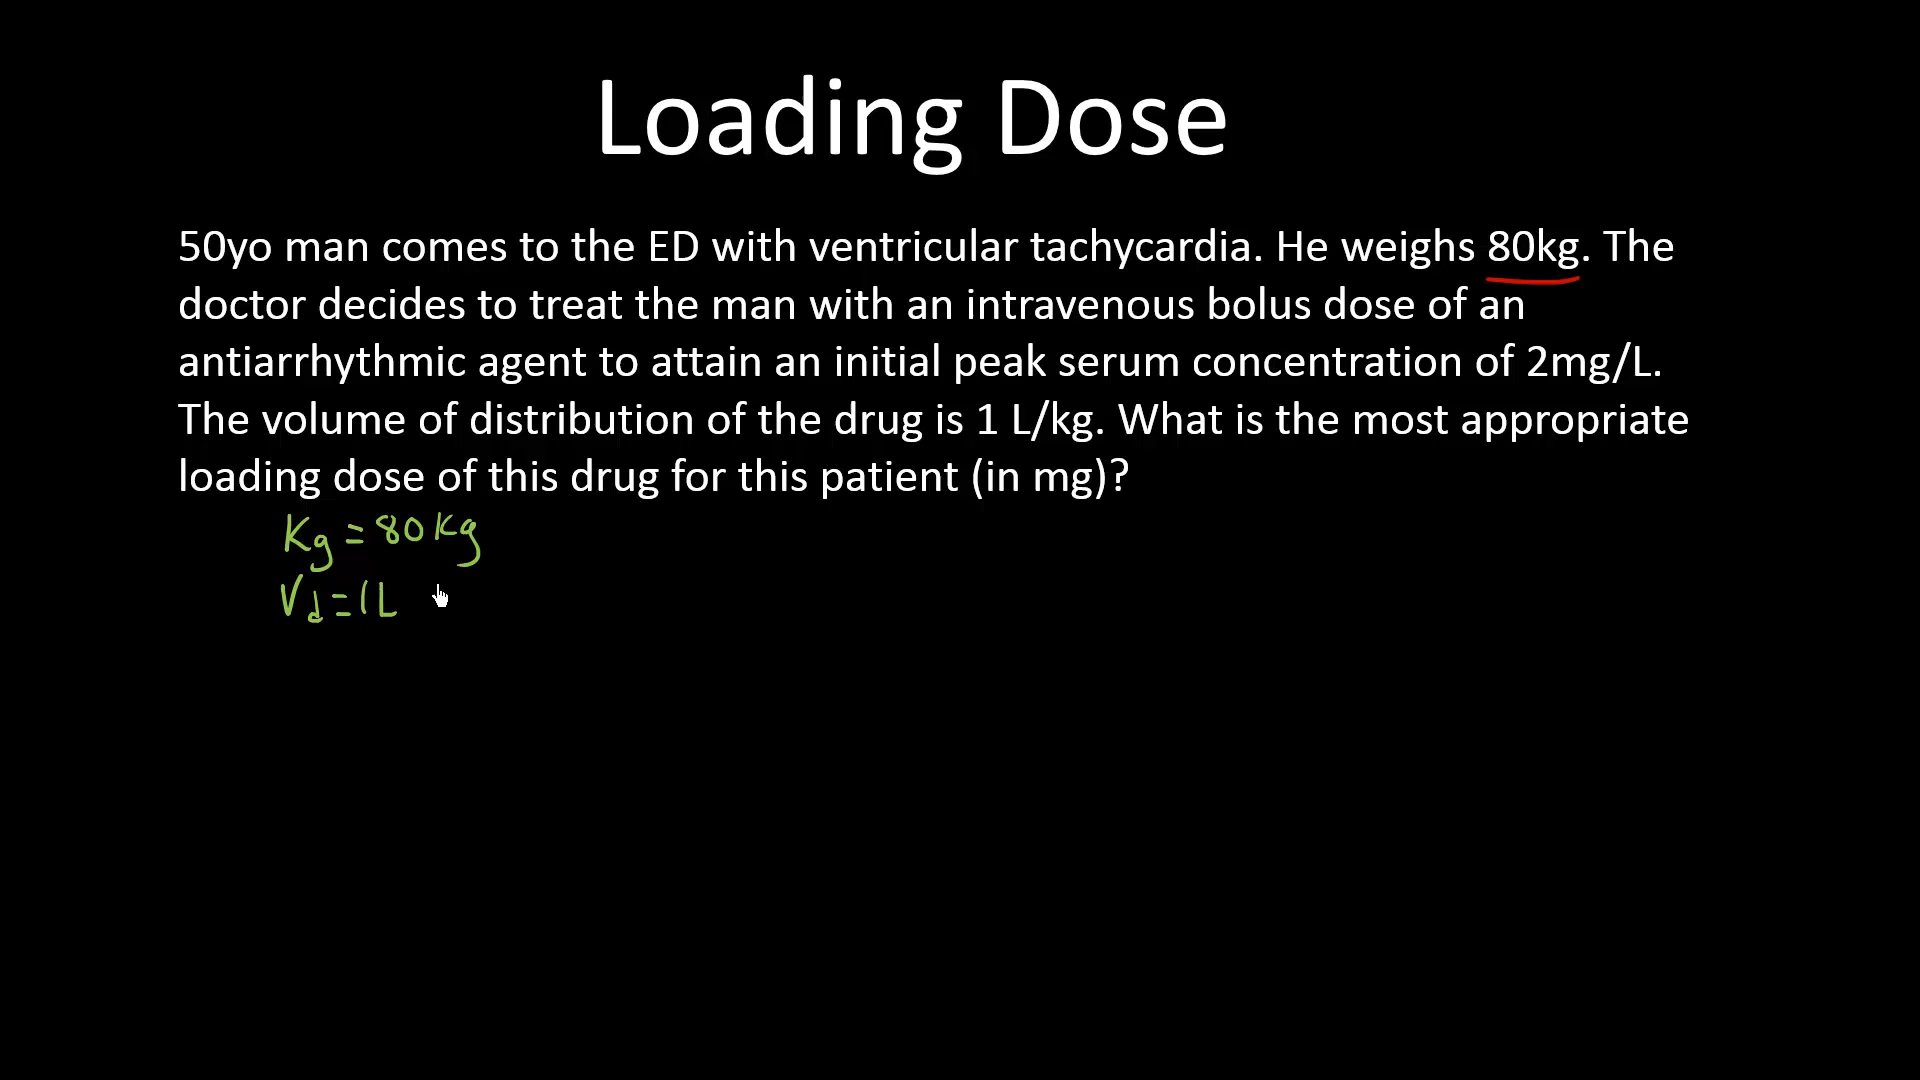 Loading Dose
50yo man comes to the ED with ventricular tachycardia. He weighs 80kg. The
doctor decides to treat the man with an intravenous bolus dose of an
antiarrhythmic agent to attain an initial peak serum concentration of 2mg/L.
The volume of distribution of the drug is 1 L/kg. What is the most appropriate
loading dose of this drug for this patient (in mg)?
Kg = 80 kg
Vd = 1 L